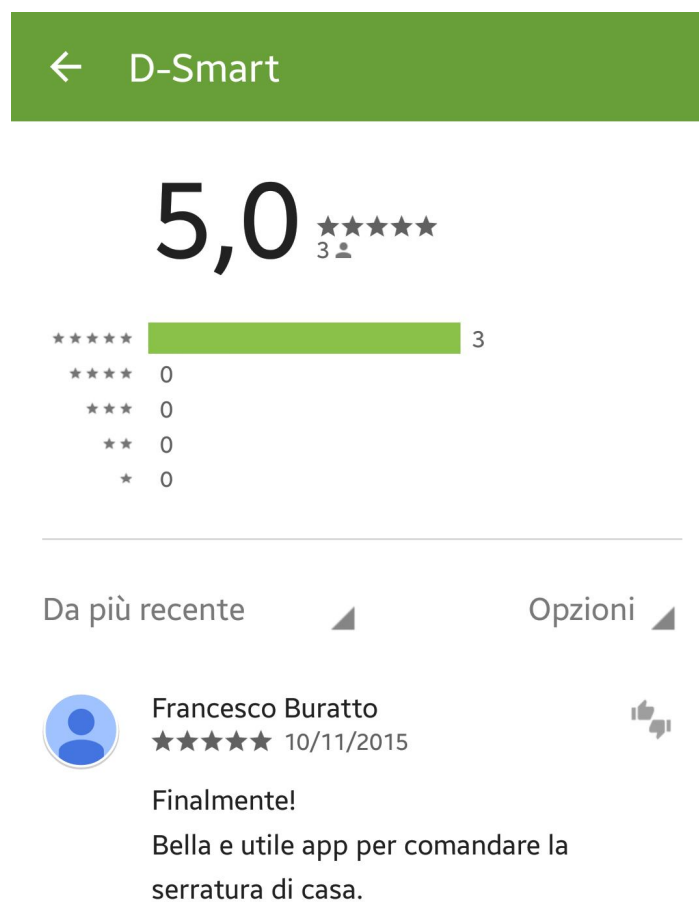 D-Smart
5,0
3
3
0
0
0
0
Da più recente
Opzioni
Francesco Buratto
10/11/2015
Finalmente!
Bella e utile app per comandare la
serratura di casa.